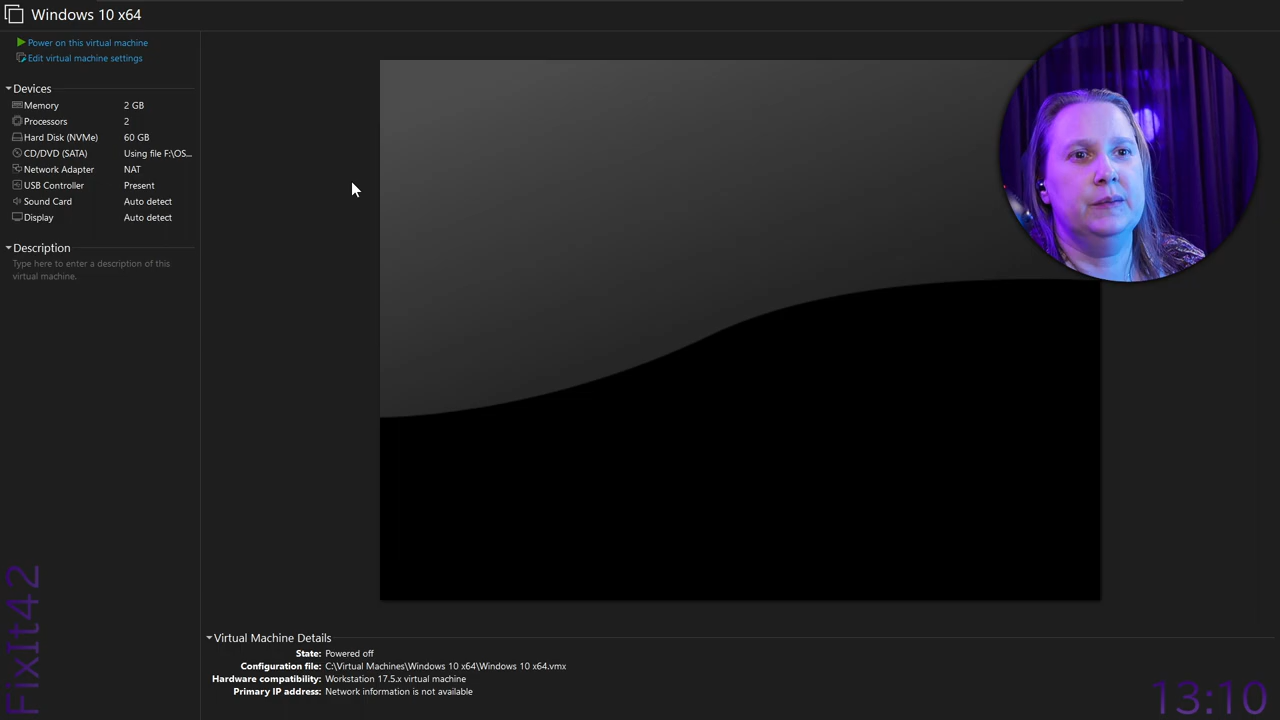 Windows 10 x64
Power on this virtual machine
Edit virtual machine settings
Devices
Memory 2 GB
Processors 2
Hard Disk (NVMe) 60 GB
CD/DVD (SATA) Using file F:\OS...
Network Adapter NAT
USB Controller Present
Sound Card Auto detect
Display Auto detect
Description
Type here to enter a description of this
virtual machine.
Virtual Machine Details
State: Powered off
Configuration file: C:\Virtual Machines\Windows 10 x64\Windows 10 x64.vmx
Hardware compatibility: Workstation 17.5.x virtual machine
Primary IP address: Network information is not available
FixIt42
13:10